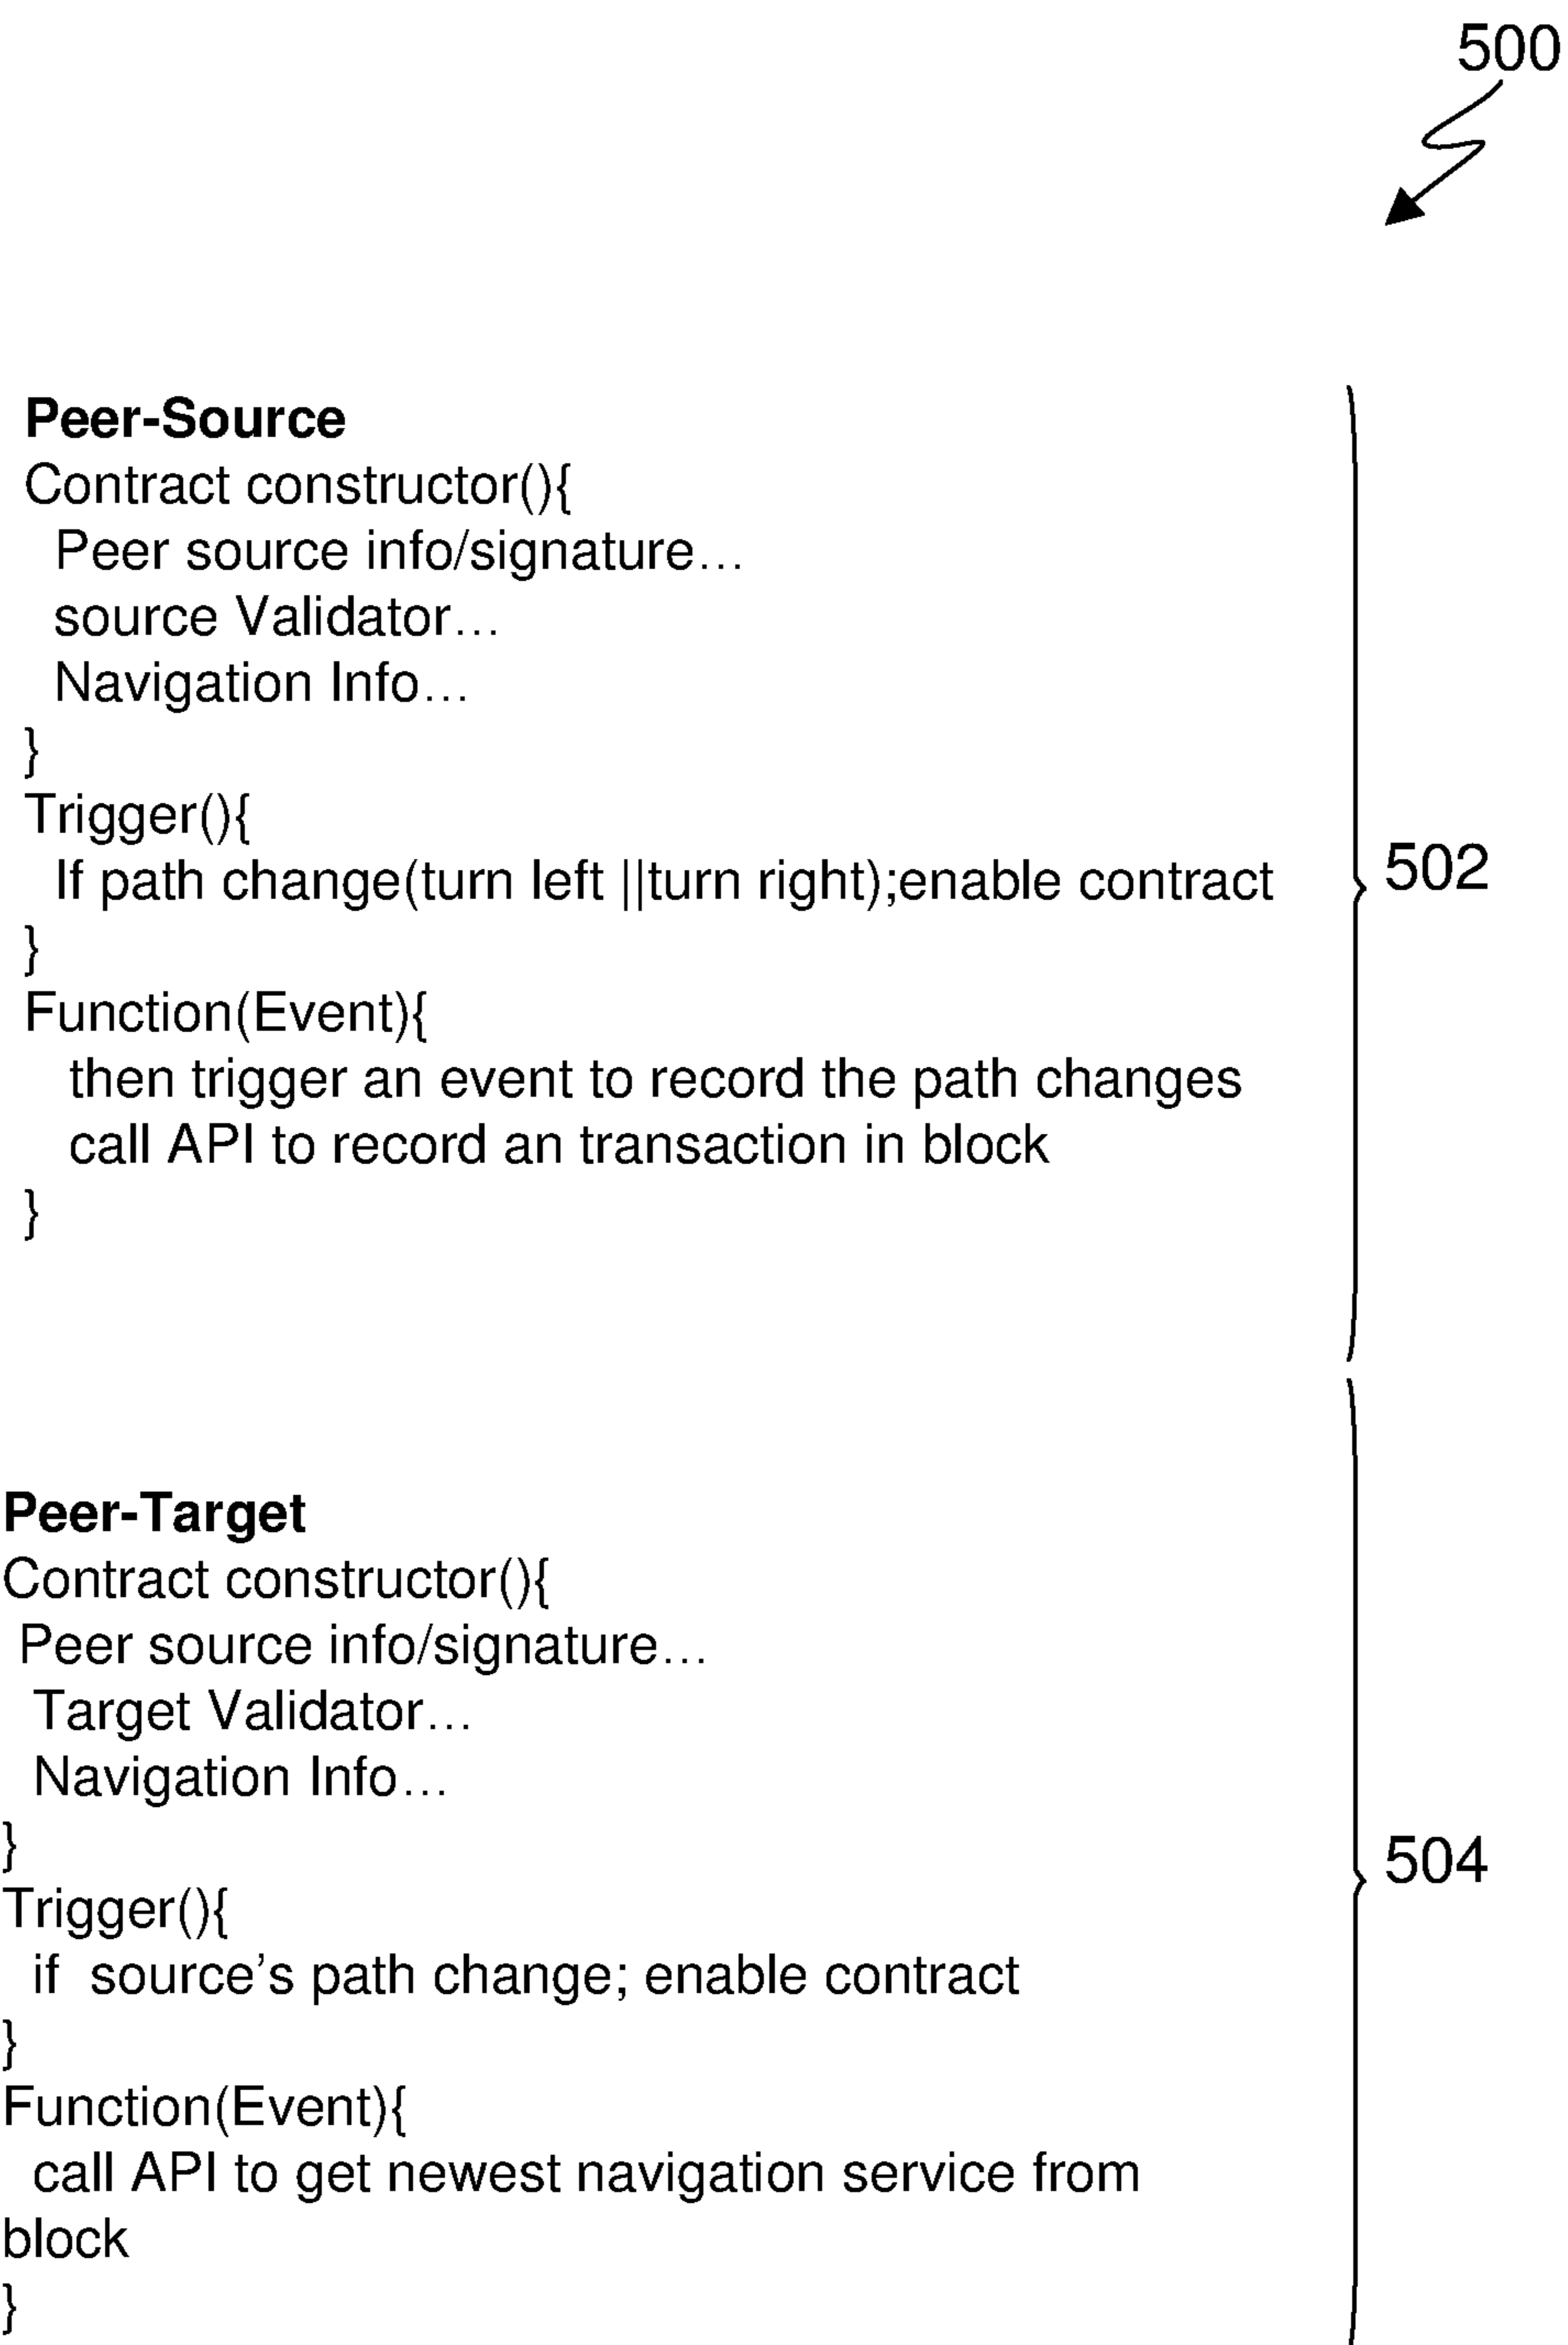 500
Peer-Source
Contract constructor(){
Peer source info/signature...
source Validator...
Navigation Info...
}
Trigger(){
If path change(turn left ||turn right);enable contract
}
Function(Event){
then trigger an event to record the path changes
call API to record an transaction in block
}
502
Peer-Target
Contract constructor(){
Peer source info/signature...
Target Validator...
Navigation Info...
}
Trigger(){
if  source's path change; enable contract
}
Function(Event){
call API to get newest navigation service from
block
}
504